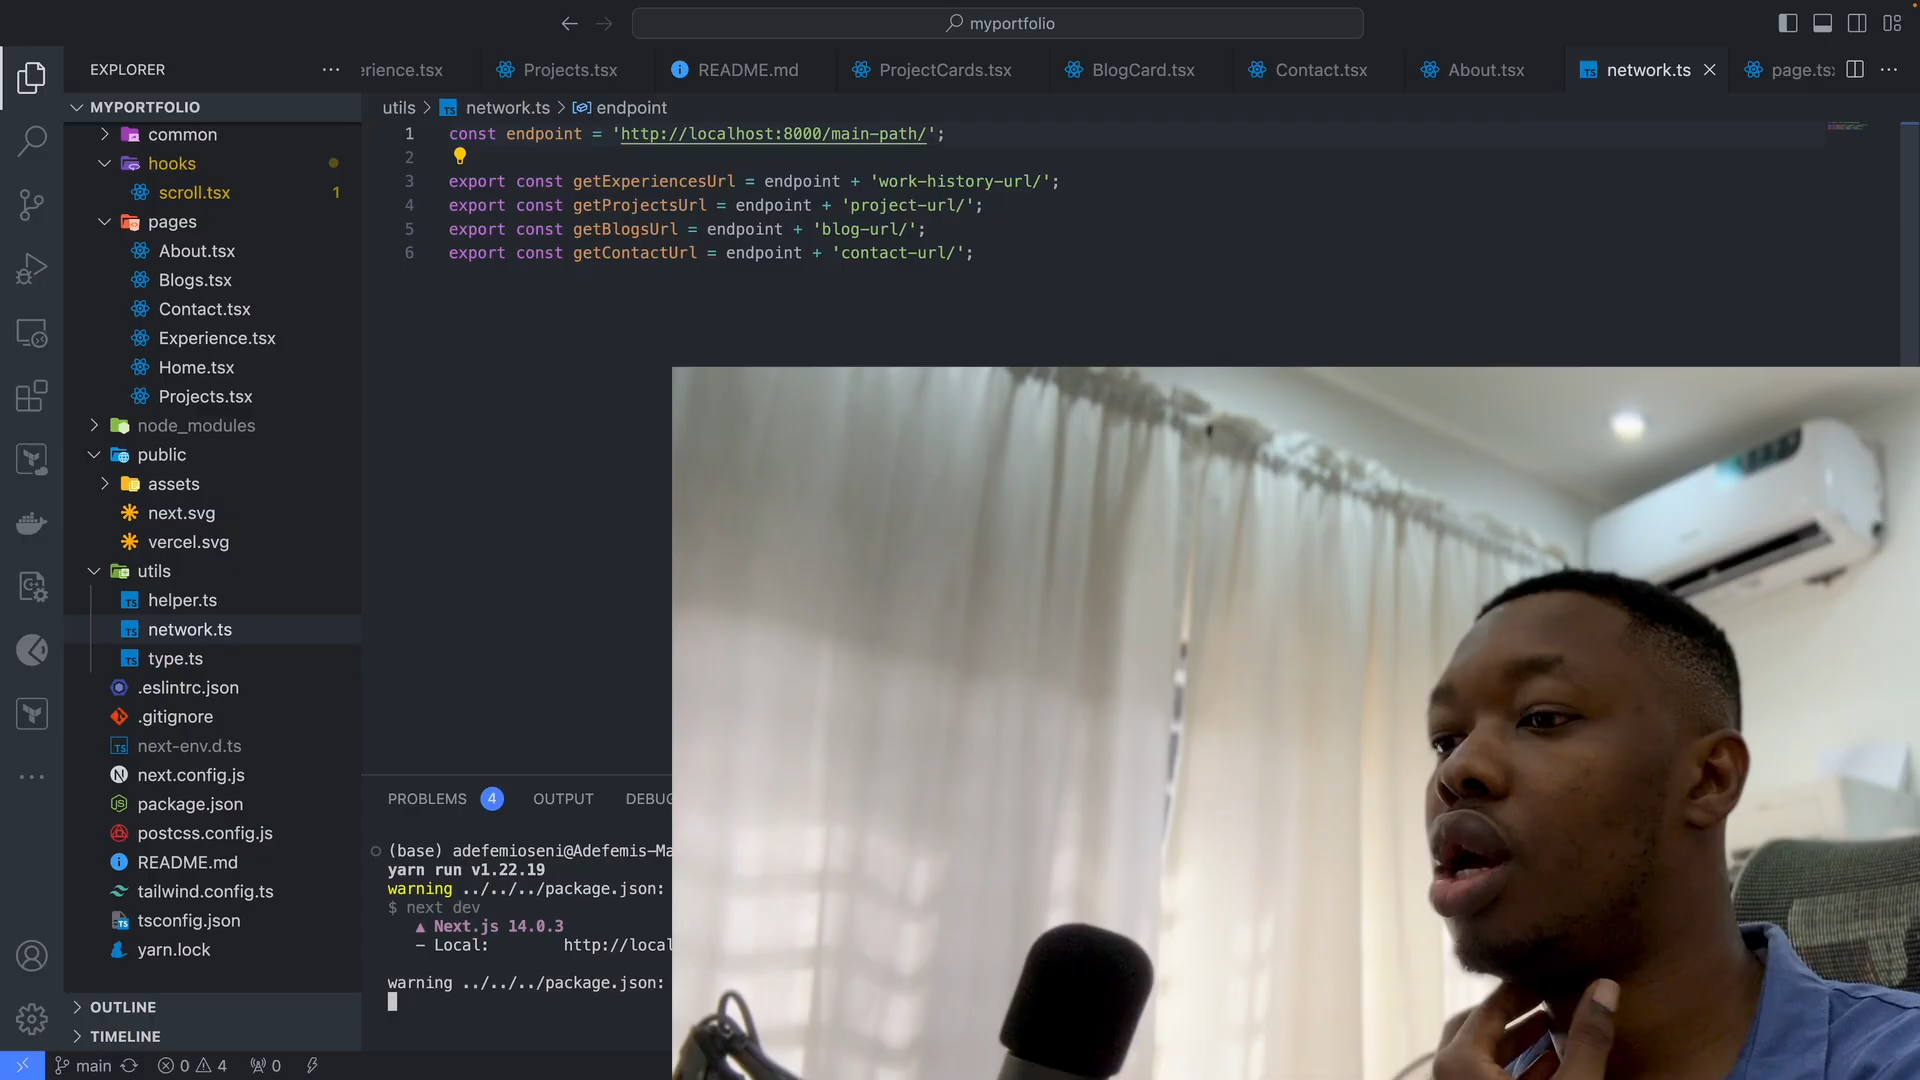 myportfolio
EXPLORER
erience.tsx
Projects.tsx
README.md
ProjectCards.tsx
BlogCard.tsx
Contact.tsx
About.tsx
network.ts
page.ts
MYPORTFOLIO
common
hooks
scroll.tsx 1
pages
About.tsx
Blogs.tsx
Contact.tsx
Experience.tsx
Home.tsx
Projects.tsx
node_modules
public
assets
next.svg
vercel.svg
utils
helper.ts
network.ts
type.ts
.eslintrc.json
.gitignore
next-env.d.ts
next.config.js
package.json
postcss.config.js
README.md
tailwind.config.ts
tsconfig.json
yarn.lock
OUTLINE
TIMELINE
utils > network.ts > endpoint
1 const endpoint = 'http://localhost:8000/main-path/';
2
3 export const getExperiencesUrl = endpoint + 'work-history-url/';
4 export const getProjectsUrl = endpoint + 'project-url/';
5 export const getBlogsUrl = endpoint + 'blog-url/';
6 export const getContactUrl = endpoint + 'contact-url/';
PROBLEMS 4 OUTPUT DEBUG
(base) adefemioseni@Adefemis-Ma
yarn run v1.22.19
warning ../../../package.json:
$ next dev
▲ Next.js 14.0.3
- Local: http://local
warning ../../../package.json:
main 0 4 0